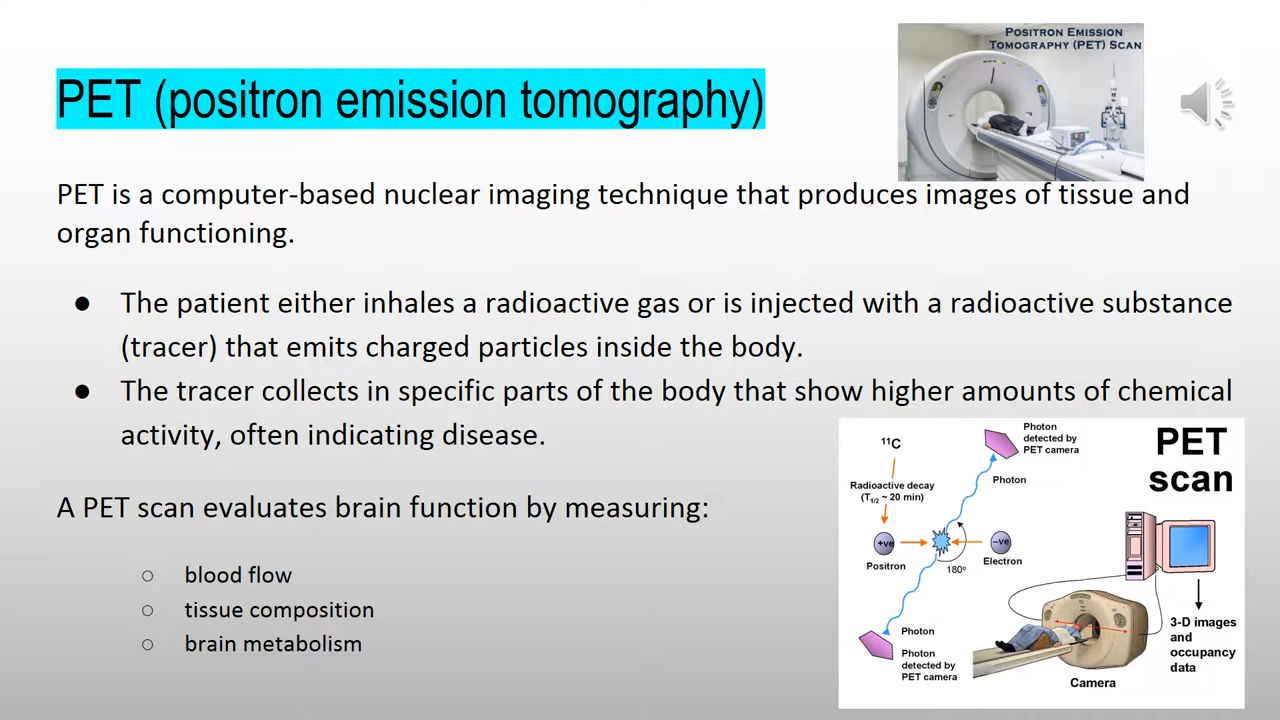 POSITRON EMISSION
TOMOGRAPHY (PET) SCAN
PET (positron emission tomography)
PET is a computer-based nuclear imaging technique that produces images of tissue and
organ functioning.
● The patient either inhales a radioactive gas or is injected with a radioactive substance
(tracer) that emits charged particles inside the body.
● The tracer collects in specific parts of the body that show higher amounts of chemical
activity, often indicating disease.
A PET scan evaluates brain function by measuring:
○ blood flow
○ tissue composition
○ brain metabolism
¹¹C
Radioactive decay
(T1/2 ~ 20 min)
+ve
Positron
Photon
detected by
PET camera
Photon
–ve
Electron
180°
Photon
Photon
detected by
PET camera
PET
scan
3-D images
and
occupancy
data
Camera